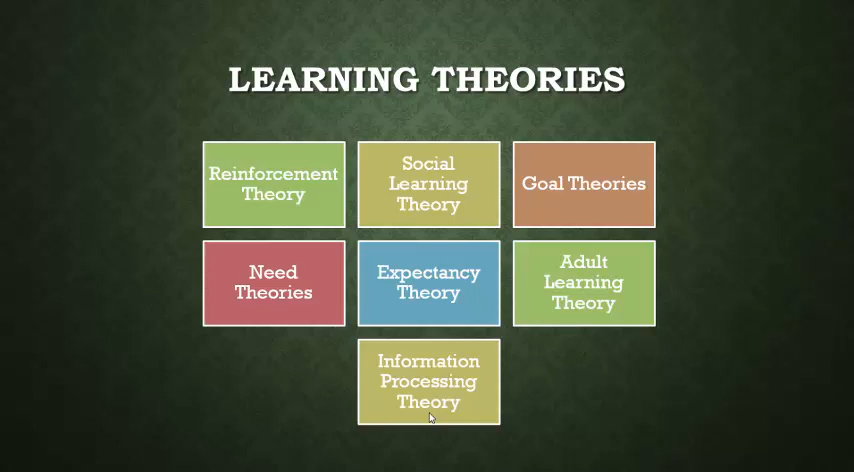 LEARNING THEORIES
Reinforcement
Theory
Social
Learning
Theory
Goal Theories
Need
Theories
Expectancy
Theory
Adult
Learning
Theory
Information
Processing
Theory